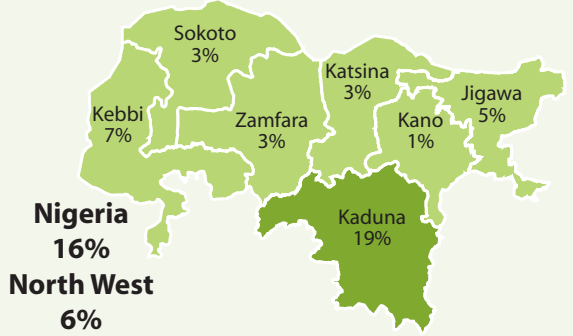 Sokoto
3%
Katsina
3%
Jigawa
5%
Kebbi
7%
Zamfara
3%
Kano
1%
Kaduna
19%
Nigeria
16%
North West
6%